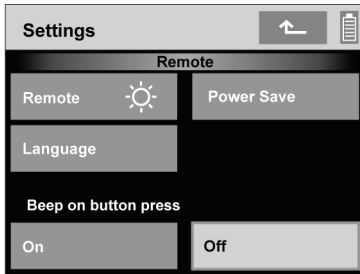 Settings
Remote
Remote
Power Save
Language
Beep on button press
On
Off